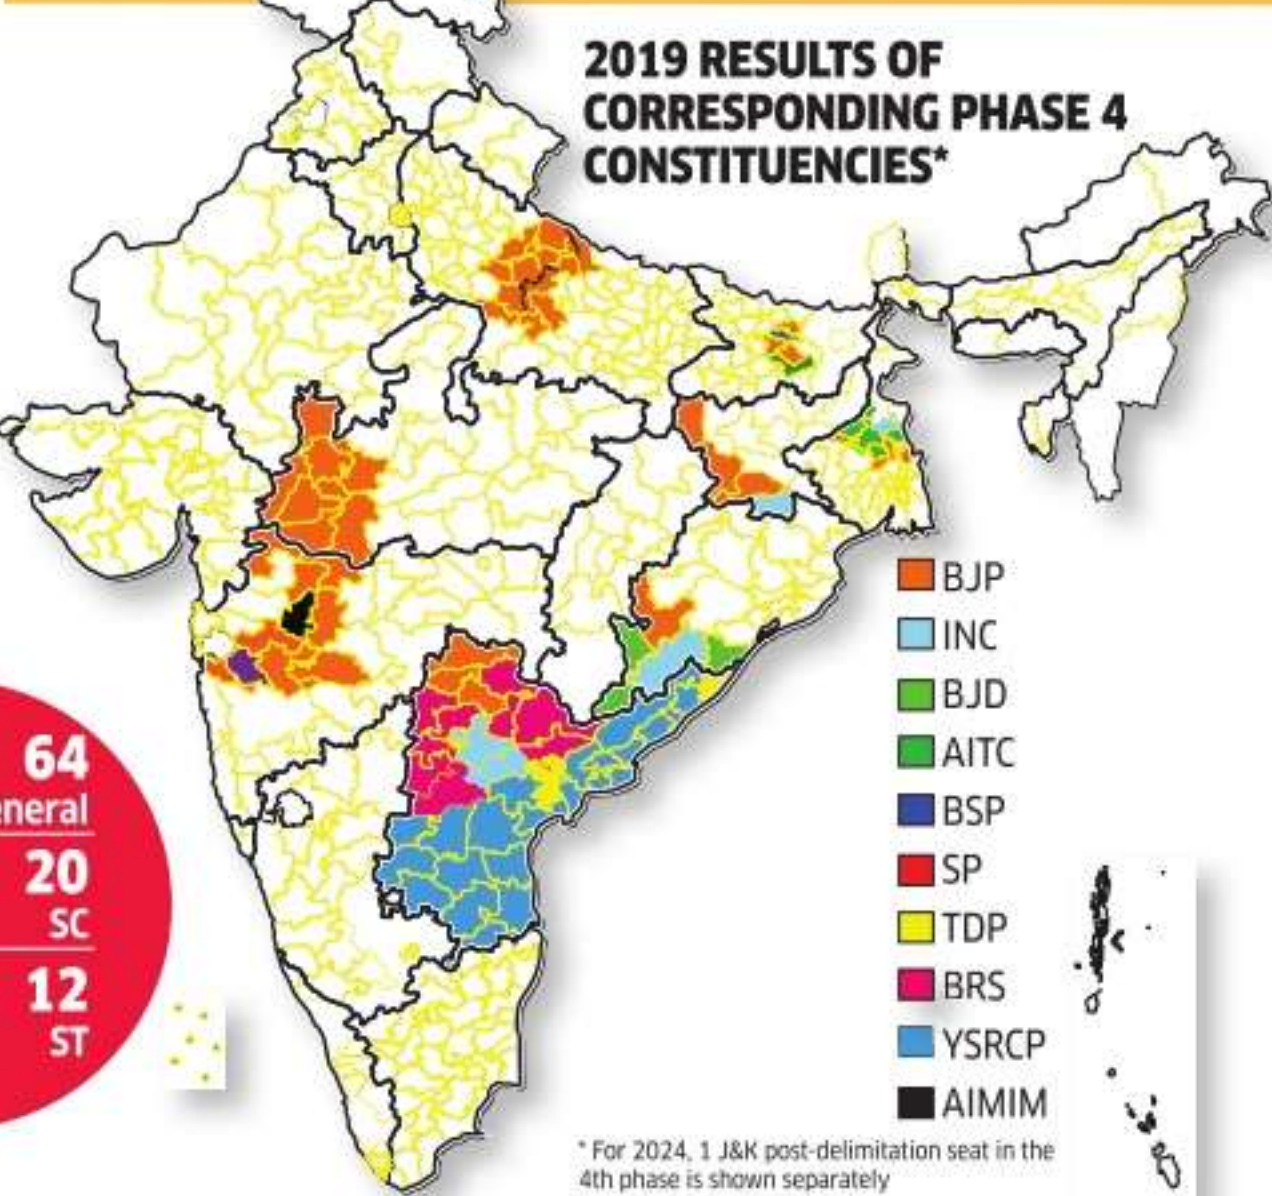 2019 RESULTS OF
CORRESPONDING PHASE 4
CONSTITUENCIES*
64
20
SC
12
ST
BJP
INC
BJD
AITC
BSP
SP
TDP
BRS
YSRCP
AIMIM
* For 2024, 1 J&K post-delimitation seat in the
4th phase is shown separately